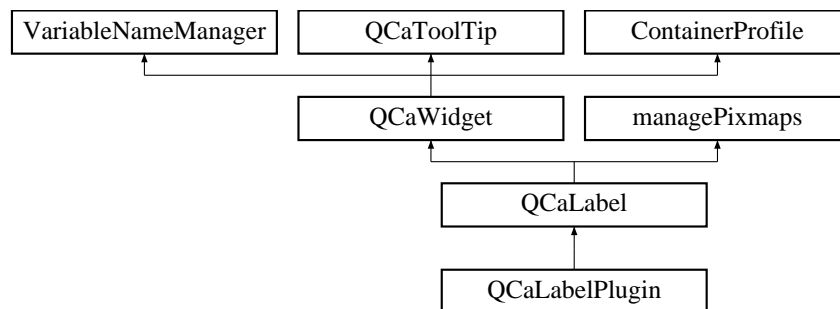 VariableNameManager
QCaToolTip
ContainerProfile
QCaWidget
managePixmaps
QCaLabel
QCaLabelPlugin